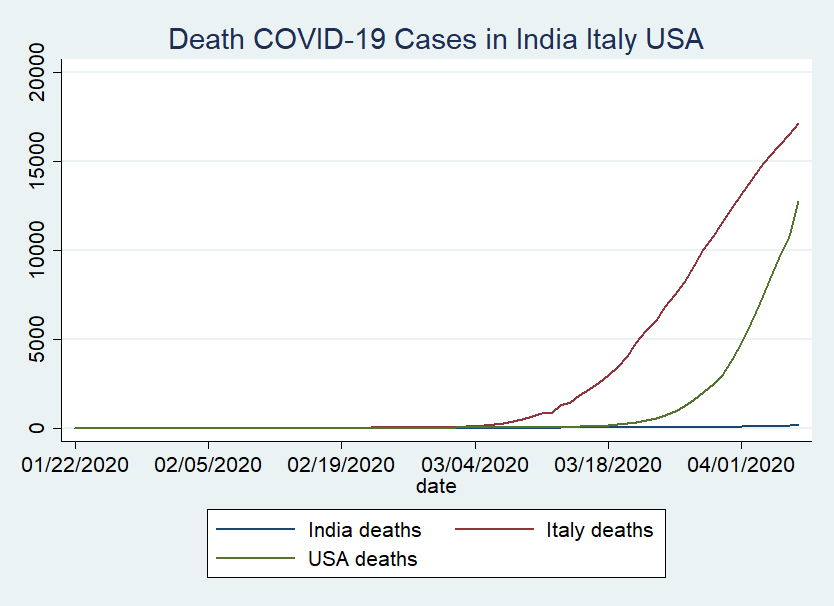 Death COVID-19 Cases in India Italy USA
20000
15000
10000
5000
0
01/22/2020 02/05/2020 02/19/2020 03/04/2020 03/18/2020 04/01/2020
date
India deaths Italy deaths
USA deaths